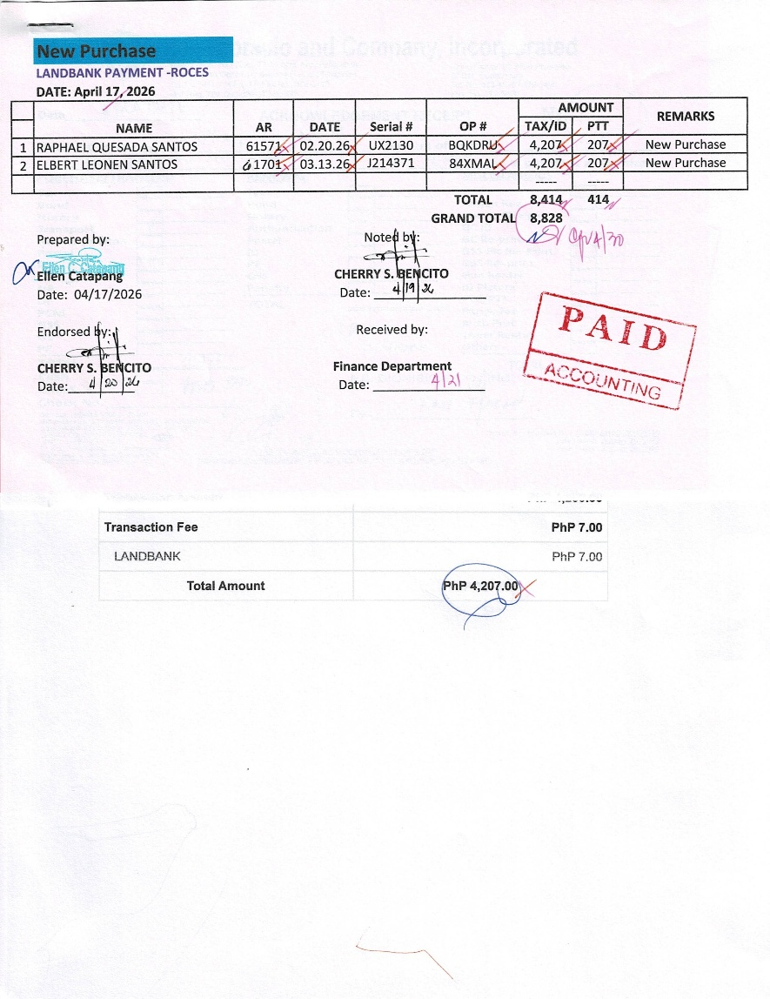 New Purchase
LANDBANK PAYMENT -ROCES
DATE: April 17, 2026
AMOUNT
NAME AR DATE Serial # OP # TAX/ID PTT REMARKS
1 RAPHAEL QUESADA SANTOS 61571 02.20.26 UX2130 BQKDRU 4,207 207 New Purchase
2 ELBERT LEONEN SANTOS 61701 03.13.26 J214371 84XMAL 4,207 207 New Purchase
----- -----
TOTAL 8,414 414
GRAND TOTAL 8,828
Prepared by: Noted by:
Ellen C. Catapang
Ellen Catapang CHERRY S. BENCITO
Date: 04/17/2026 Date: 4/19/26
Endorsed by: Received by:
CHERRY S. BENCITO Finance Department
Date: 4/20/26 Date: 4/21
PAID
ACCOUNTING
Transaction Fee PhP 7.00
LANDBANK PhP 7.00
Total Amount PhP 4,207.00